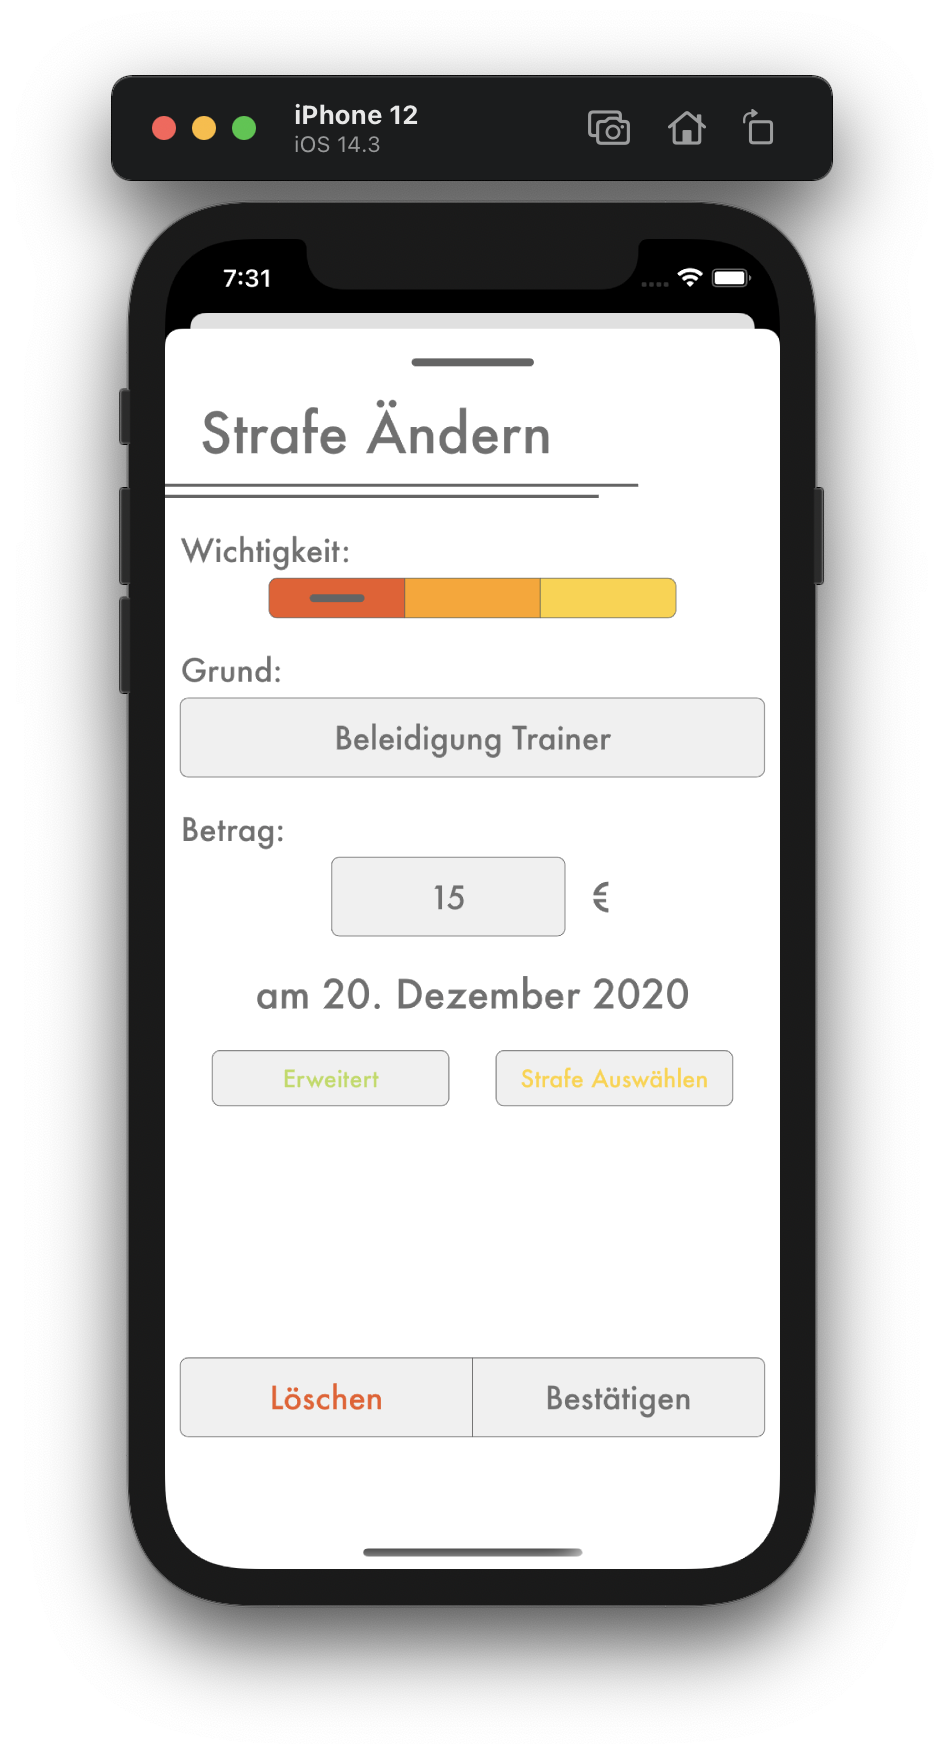 iPhone 12
iOS 14.3
7:31
Strafe Ändern
Wichtigkeit:
Grund:
Beleidigung Trainer
Betrag:
15 €
am 20. Dezember 2020
Erweitert Strafe Auswählen
Löschen Bestätigen